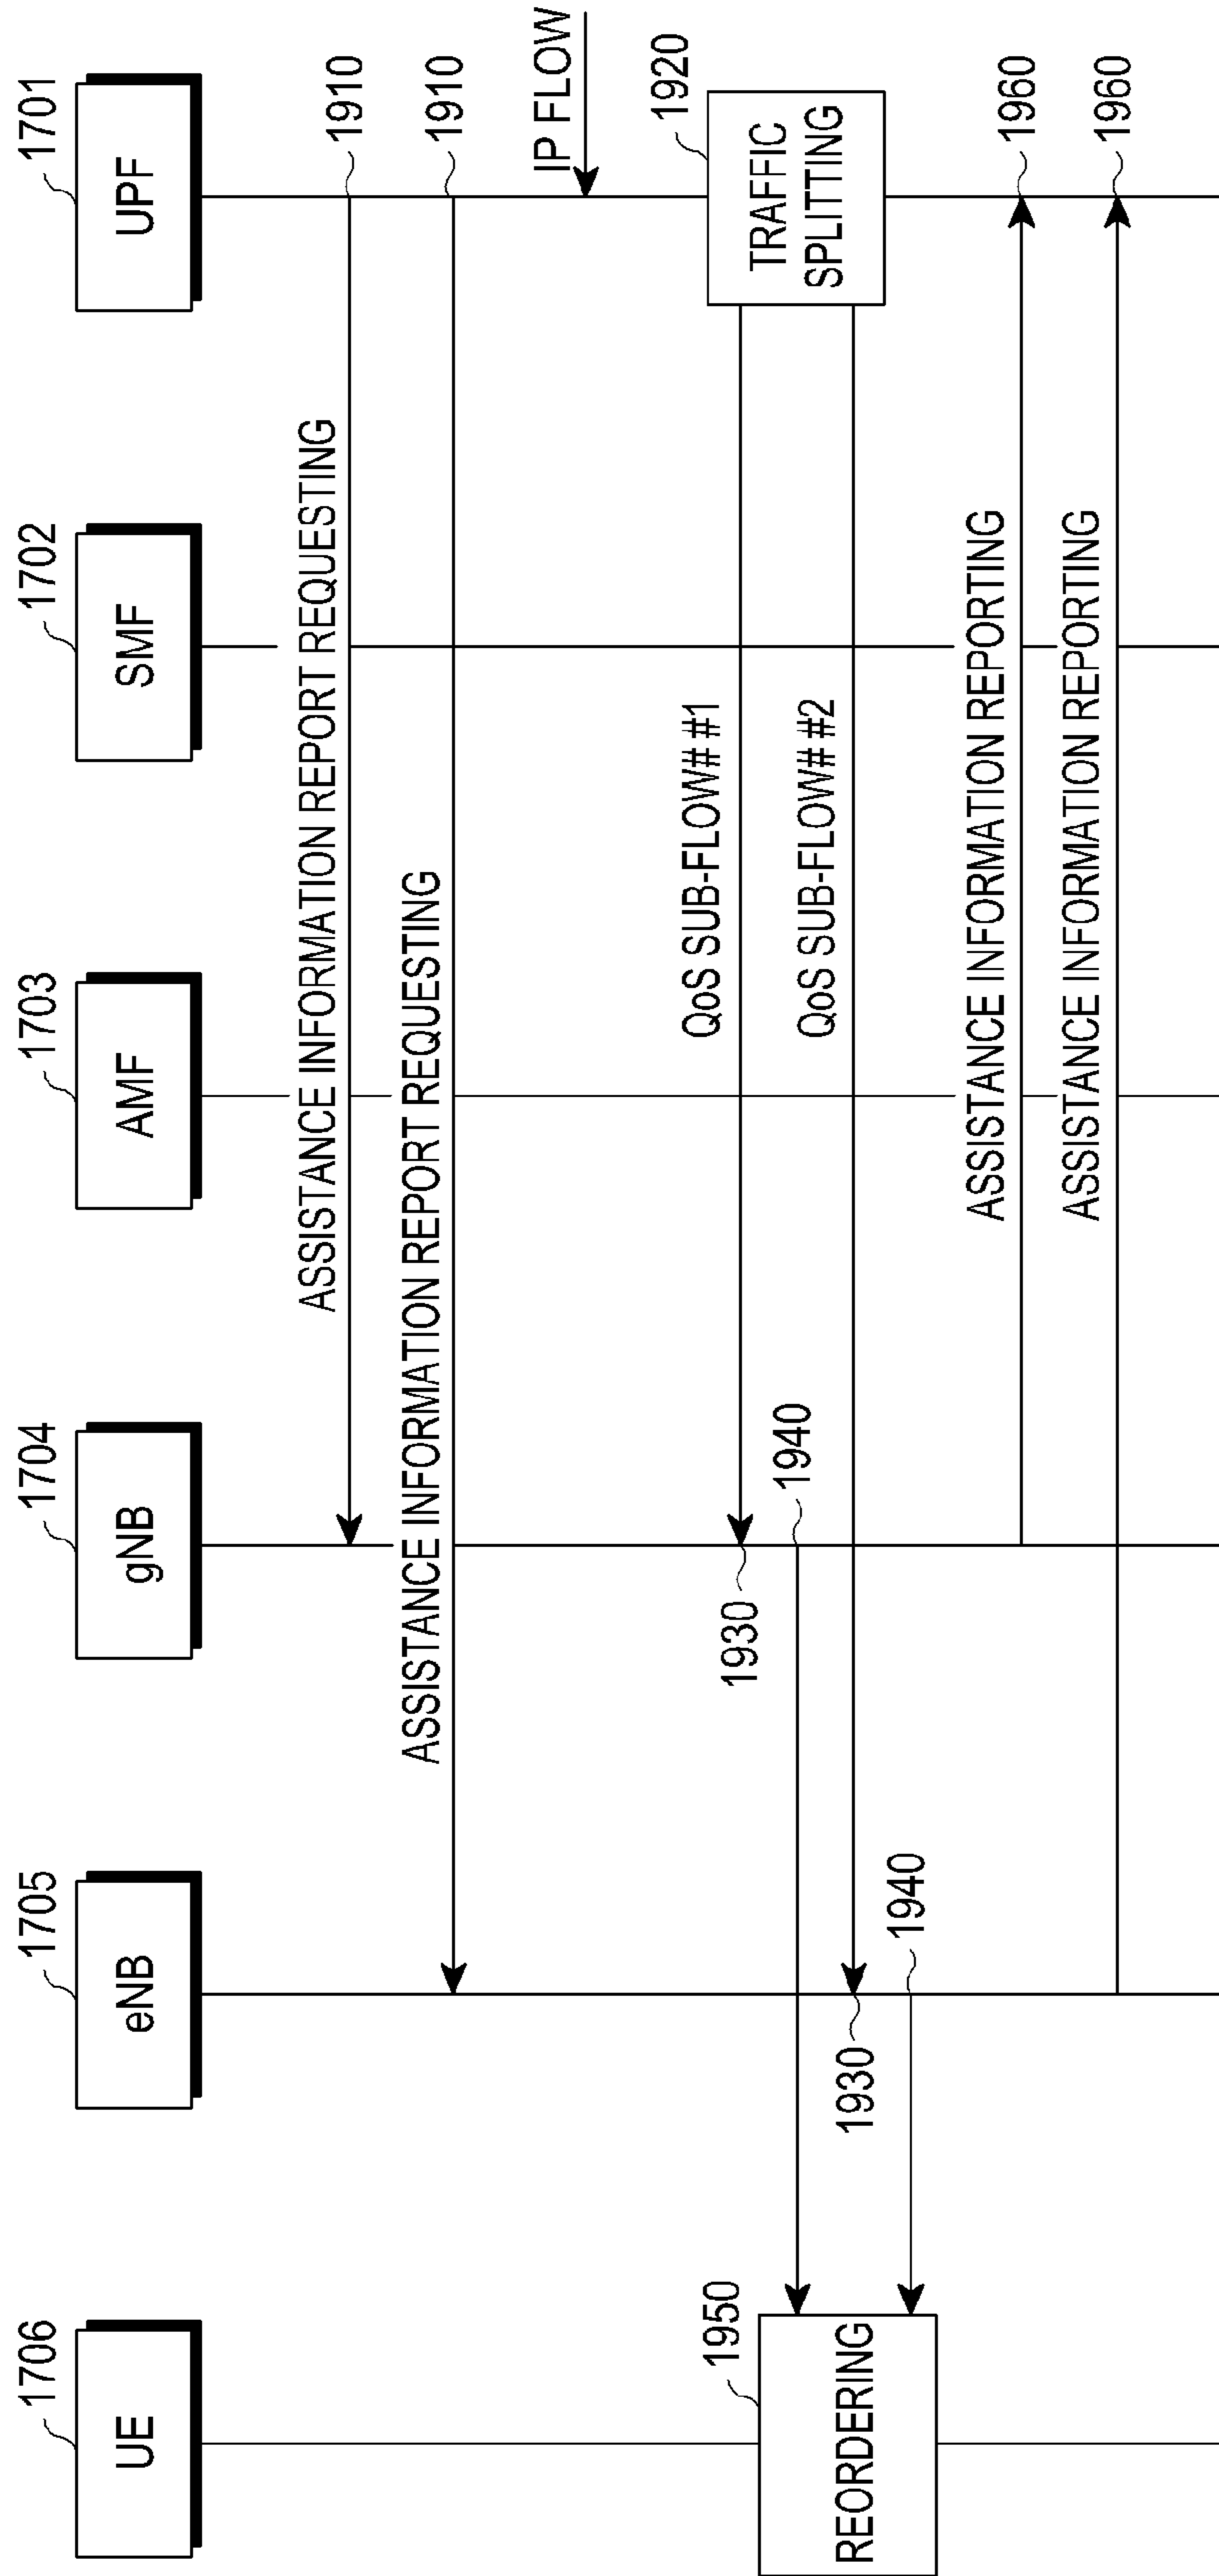 1706
1705
1704
1703
1702
1701
UE
eNB
gNB
AMF
SMF
UPF
ASSISTANCE INFORMATION REPORT REQUESTING
1910
ASSISTANCE INFORMATION REPORT REQUESTING
1910
IP FLOW
1920
TRAFFIC
SPLITTING
QoS SUB-FLOW# #1
1930
1940
QoS SUB-FLOW# #2
1930
1940
1950
REORDERING
ASSISTANCE INFORMATION REPORTING
1960
ASSISTANCE INFORMATION REPORTING
1960